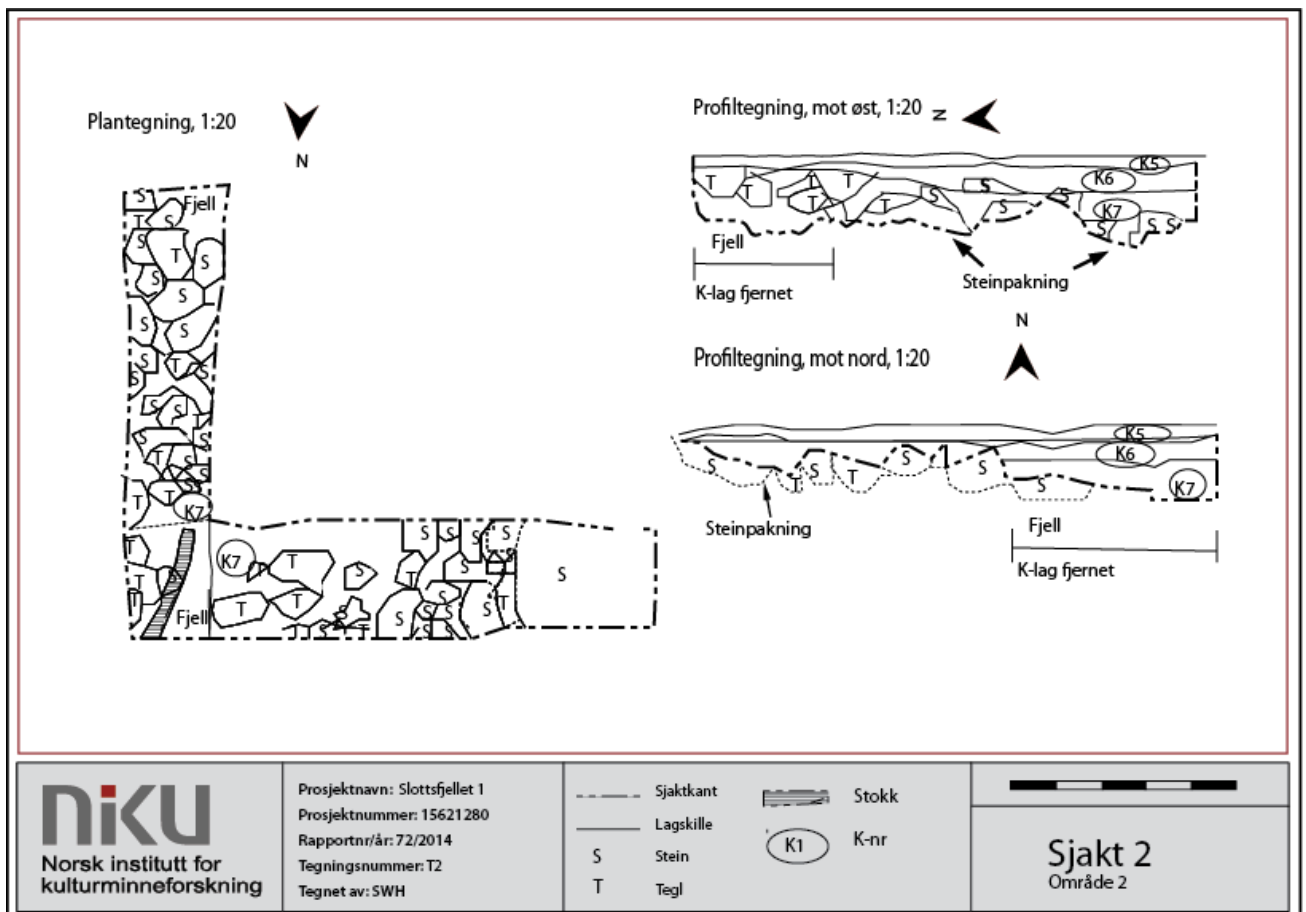 Plantegning, 1:20
N
Fjell
S
T
S
S
T
S
S
S
S
S
S
T
S
S
S
S
T
S
T
S
S
T
T
K7
T
T
S
Fjell
K7
T
T
T
T
S
T
S
S
S
S
S
S
T
S
S
S
S
S
T
S
T
S
Profiltegning, mot øst, 1:20
N
K5
K6
K7
T
T
T
T
T
T
S
S
S
S
S
S
S
Fjell
Steinpakning
K-lag fjernet
N
Profiltegning, mot nord, 1:20
K5
K6
K7
S
T
S
T
S
S
S
Steinpakning
Fjell
K-lag fjernet
NIKU
Norsk institutt for
kulturminneforskning
Prosjektnavn: Slottsfjellet 1
Prosjektnummer: 15621280
Rapportnr/år: 72/2014
Tegningsnummer: T2
Tegnet av: SWH
Sjaktkant
Lagskille
S Stein
T Tegl
Stokk
K1 K-nr
Sjakt 2
Område 2